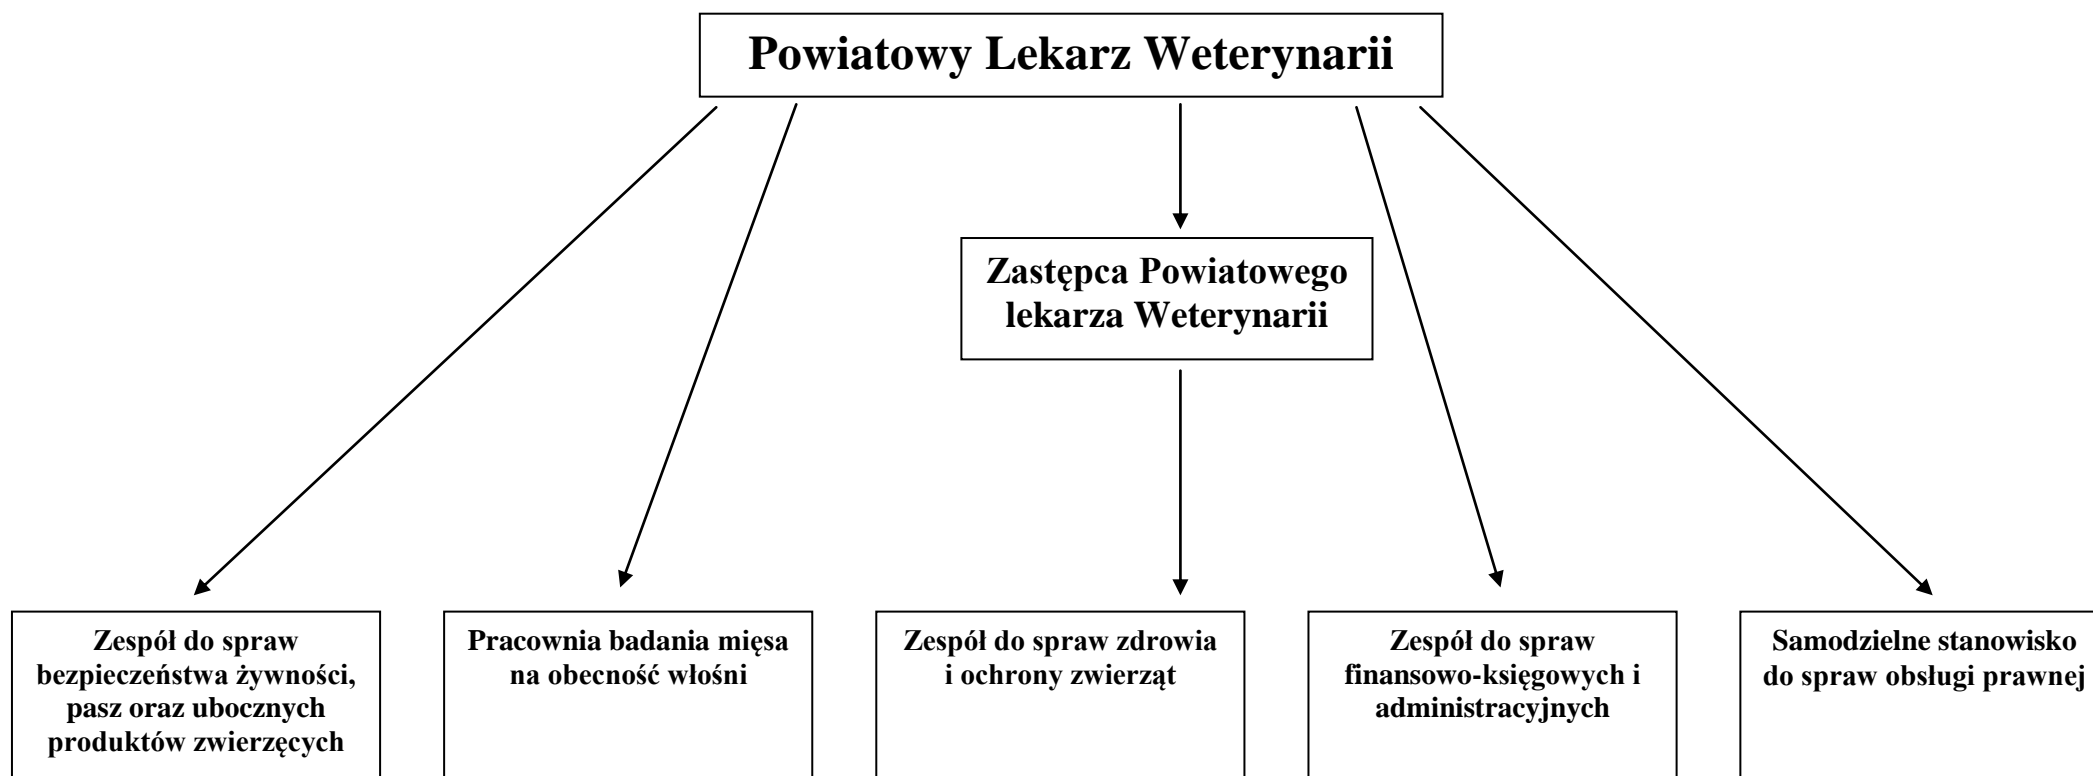 Powiatowy Lekarz Weterynarii
Zastępca Powiatowego
lekarza Weterynarii
Zespół do spraw
bezpieczeństwa żywności,
pasz oraz ubocznych
produktów zwierzęcych
Pracownia badania mięsa
na obecność włośni
Zespół do spraw zdrowia
i ochrony zwierząt
Zespół do spraw
finansowo-księgowych i
administracyjnych
Samodzielne stanowisko
do spraw obsługi prawnej